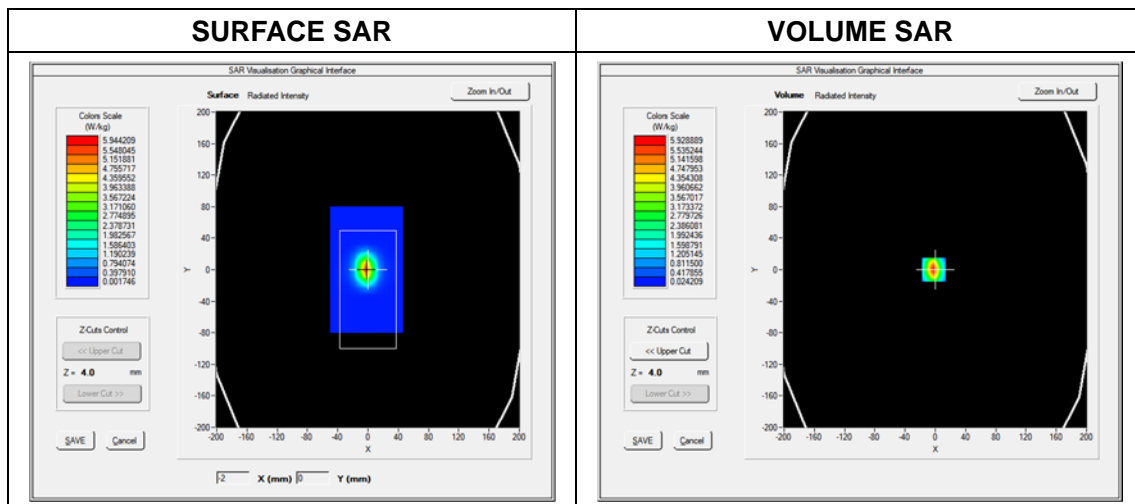 SURFACE SAR
VOLUME SAR
SAR Visualisation Graphical Interface
Surface Radiated Intensity
Zoom In/Out
Colors Scale
(W/kg)
5.944209
5.548045
5.151881
4.755717
4.359552
3.963388
3.567224
3.171060
2.774895
2.378731
1.982567
1.586403
1.190239
0.794074
0.397910
0.001746
Z-Cuts Control
<< Upper Cut
Z = 4.0 mm
Lower Cut >>
SAVE
Cancel
200
160
120
80
40
0
-40
-80
-120
-160
-200
Y
-200 -160 -120 -80 -40 0 40 80 120 160 200
X
-2 X (mm) 0 Y (mm)
SAR Visualisation Graphical Interface
Volume Radiated Intensity
Zoom In/Out
Colors Scale
(W/kg)
5.928889
5.535244
5.141598
4.747953
4.354308
3.960662
3.567017
3.173372
2.779726
2.386081
1.992436
1.598791
1.205145
0.811500
0.417855
0.024209
Z-Cuts Control
<< Upper Cut
Z = 4.0 mm
Lower Cut >>
SAVE
Cancel
200
160
120
80
40
0
-40
-80
-120
-160
-200
Y
-200 -160 -120 -80 -40 0 40 80 120 160 200
X